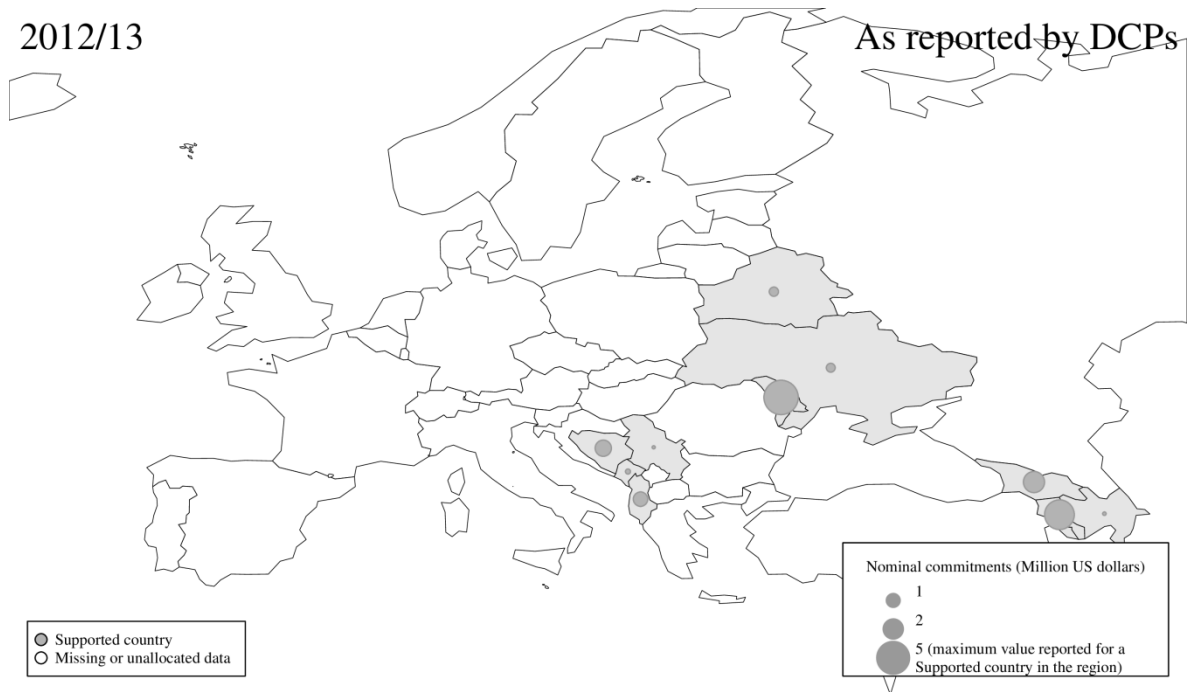 2012/13
As reported by DCPs
Nominal commitments (Million US dollars)
1
2
5 (maximum value reported for a
Supported country in the region)
Supported country
Missing or unallocated data